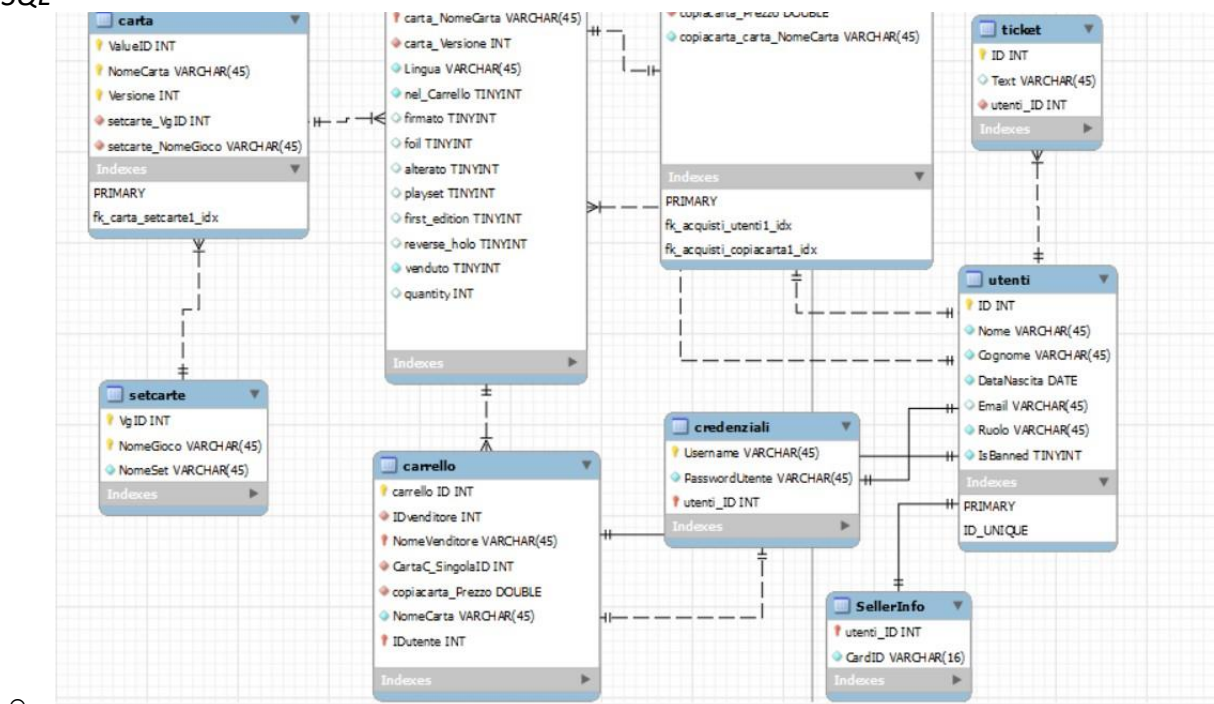 SQL
carta
ValueID INT
NomeCarta VARCHAR(45)
Versione INT
setcarte_VgID INT
setcarte_NomeGioco VARCHAR(45)
Indexes
PRIMARY
fk_carta_setcarte1_idx
setcarte
VgID INT
NomeGioco VARCHAR(45)
NomeSet VARCHAR(45)
Indexes
carta_NomeCarta VARCHAR(45)
carta_Versione INT
Lingua VARCHAR(45)
nel_Carrello TINYINT
firmato TINYINT
foil TINYINT
alterato TINYINT
playset TINYINT
first_edition TINYINT
reverse_holo TINYINT
venduto TINYINT
quantity INT
Indexes
carrello
carrello ID INT
IDvenditore INT
NomeVenditore VARCHAR(45)
CartaC_SingolaID INT
copiacarta_Prezzo DOUBLE
NomeCarta VARCHAR(45)
IDutente INT
Indexes
copiacarta_Prezzo DOUBLE
copiacarta_carta_NomeCarta VARCHAR(45)
Indexes
PRIMARY
fk_acquisti_utenti1_idx
fk_acquisti_copiacarta1_idx
credenziali
Username VARCHAR(45)
PasswordUtente VARCHAR(45)
utenti_ID INT
Indexes
ticket
ID INT
Text VARCHAR(45)
utenti_ID INT
Indexes
utenti
ID INT
Nome VARCHAR(45)
Cognome VARCHAR(45)
DataNascita DATE
Email VARCHAR(45)
Ruolo VARCHAR(45)
IsBanned TINYINT
Indexes
PRIMARY
ID_UNIQUE
SellerInfo
utenti_ID INT
CardID VARCHAR(16)
Indexes